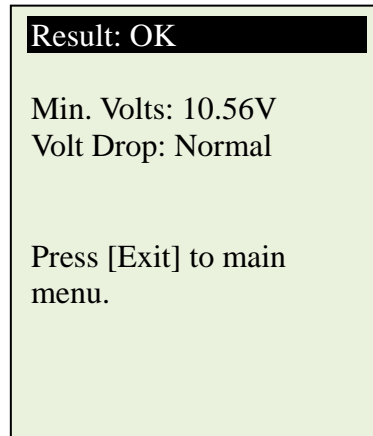 Result: OK
Min. Volts: 10.56V
Volt Drop: Normal
Press [Exit] to main
menu.